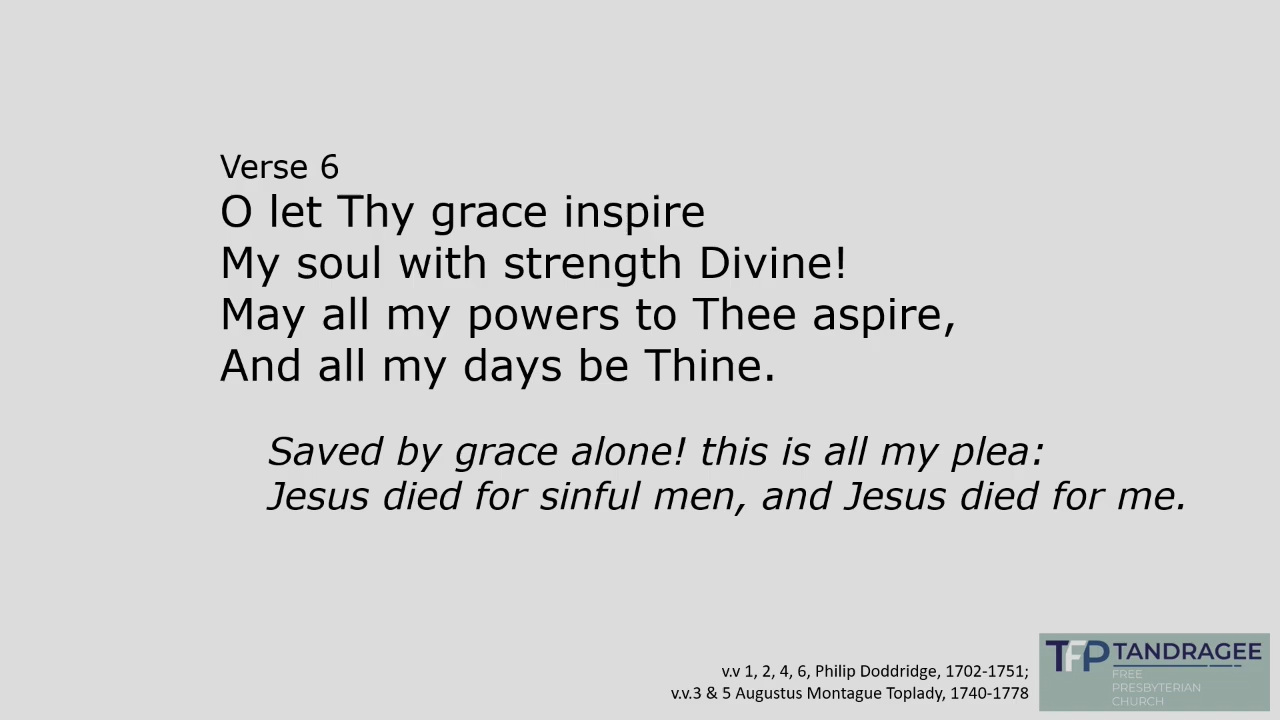 Verse 6
O let Thy grace inspire
My soul with strength Divine!
May all my powers to Thee aspire,
And all my days be Thine.
Saved by grace alone! this is all my plea:
Jesus died for sinful men, and Jesus died for me.
v.v 1, 2, 4, 6, Philip Doddridge, 1702-1751;
v.v.3 & 5 Augustus Montague Toplady, 1740-1778
TFP TANDRAGEE
FREE
PRESBYTERIAN
CHURCH